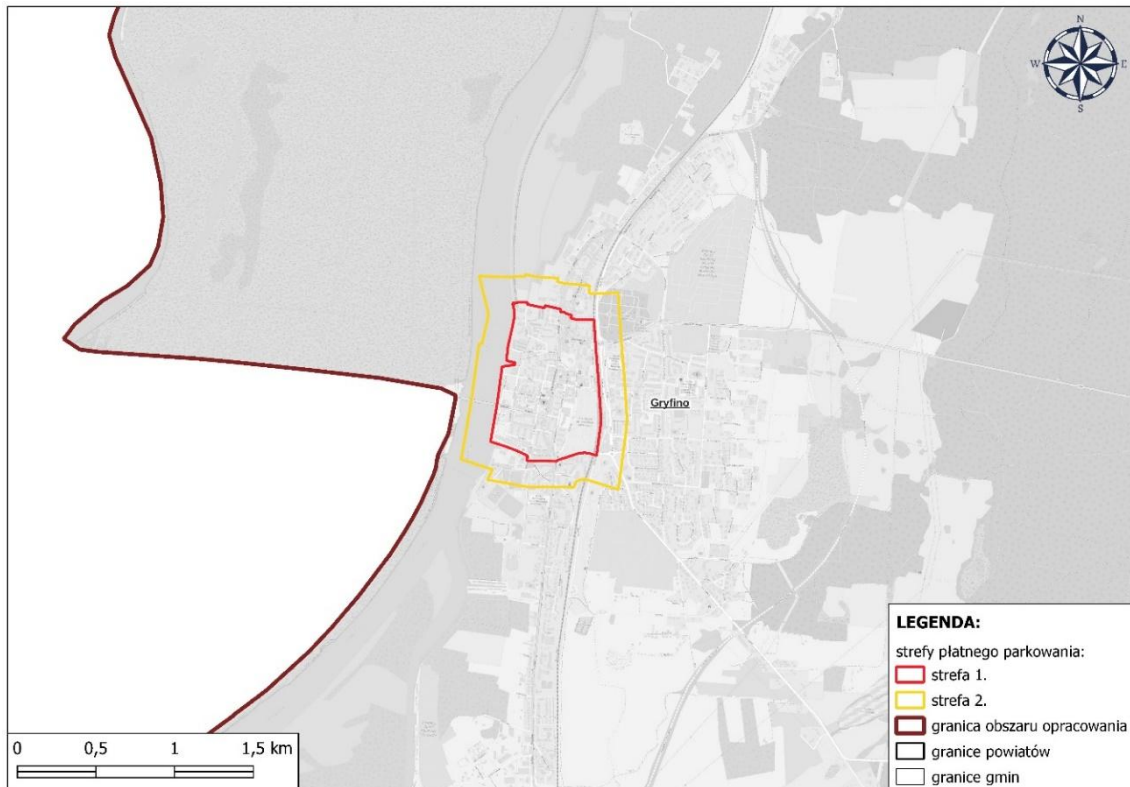 N
W
E
S
Gryfino
LEGENDA:
strefy płatnego parkowania:
strefa 1.
strefa 2.
granica obszaru opracowania
granice powiatów
granice gmin
0 0,5 1 1,5 km